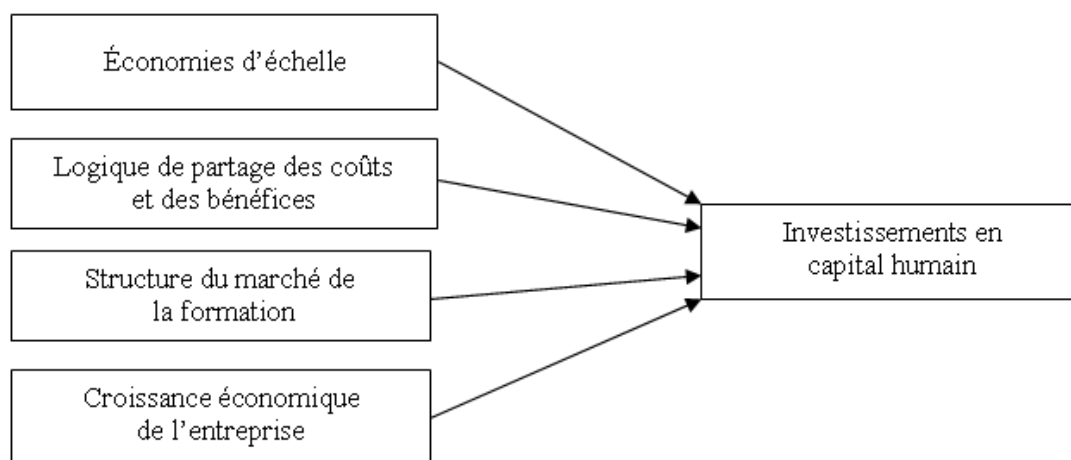 Économies d’échelle
Logique de partage des coûts
et des bénéfices
Structure du marché de
la formation
Croissance économique
de l’entreprise
Investissements en
capital humain